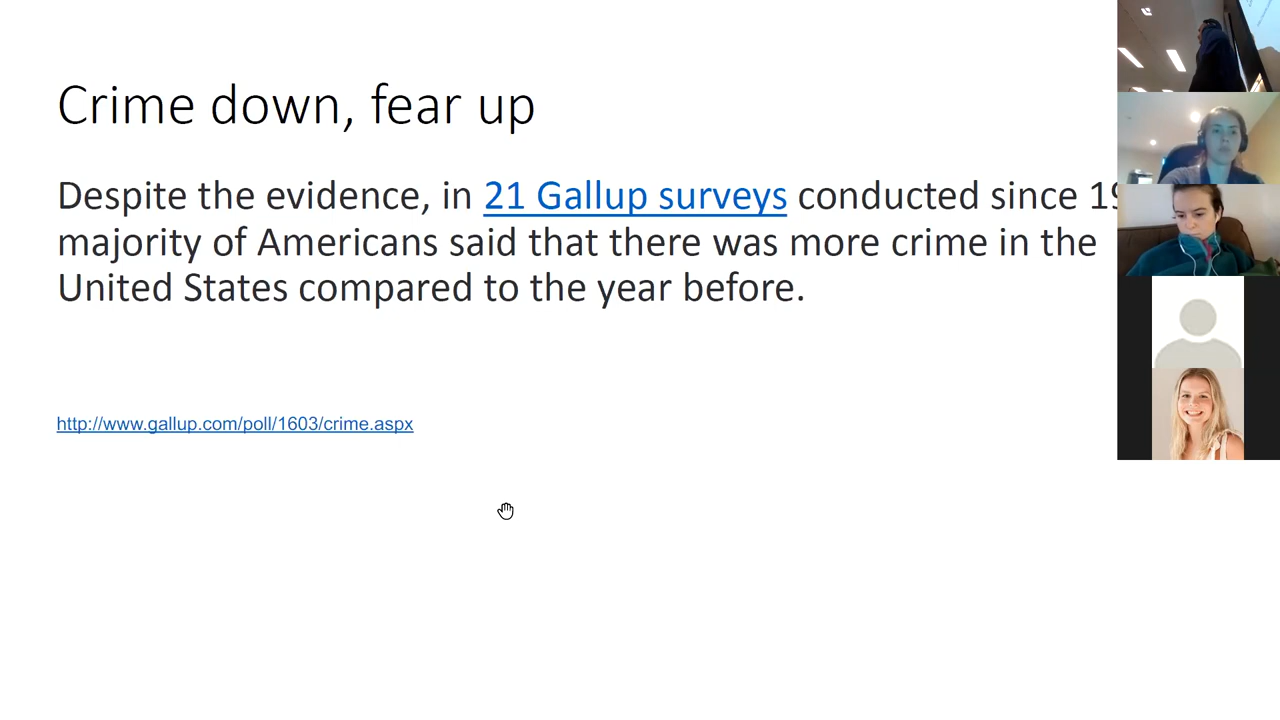 Crime down, fear up
Despite the evidence, in 21 Gallup surveys conducted since
majority of Americans said that there was more crime in the
United States compared to the year before.
http://www.gallup.com/poll/1603/crime.aspx